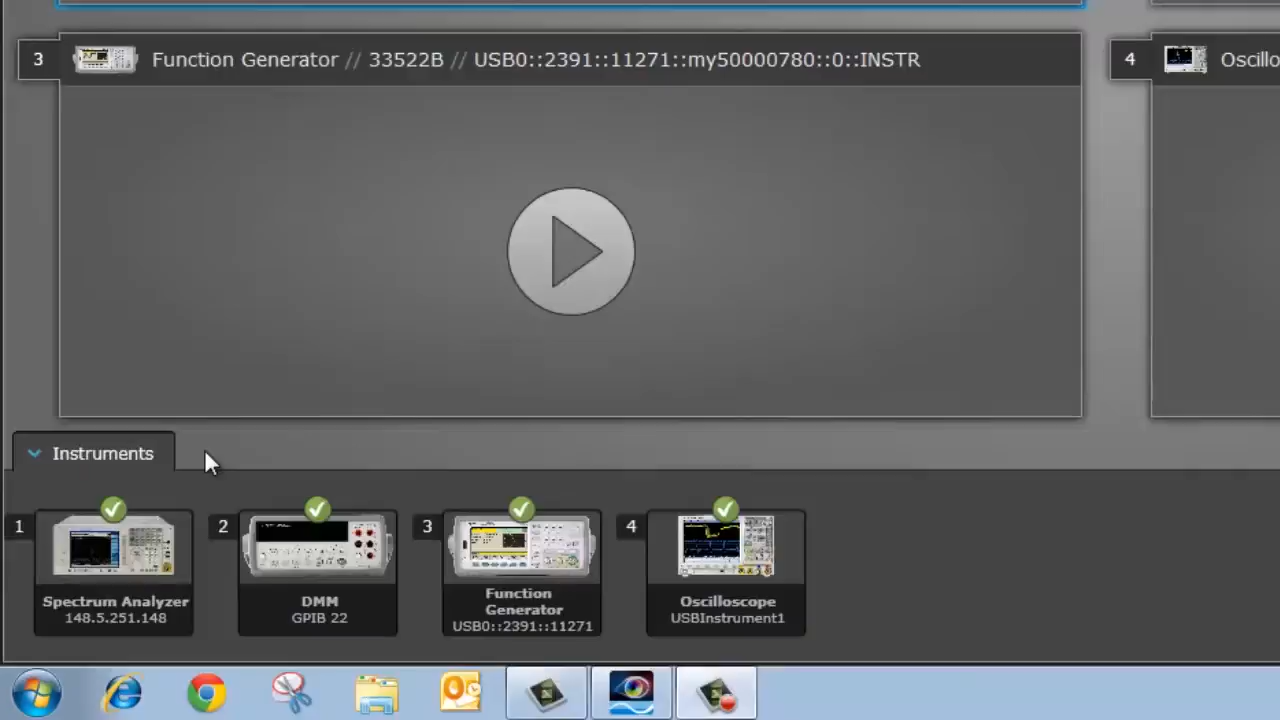 3
Function Generator // 33522B // USB0::2391::11271::my50000780::0::INSTR
4
Oscillo
Instruments
1
Spectrum Analyzer
148.5.251.148
2
DMM
GPIB 22
3
Function
Generator
USB0::2391::11271
4
Oscilloscope
USBInstrument1